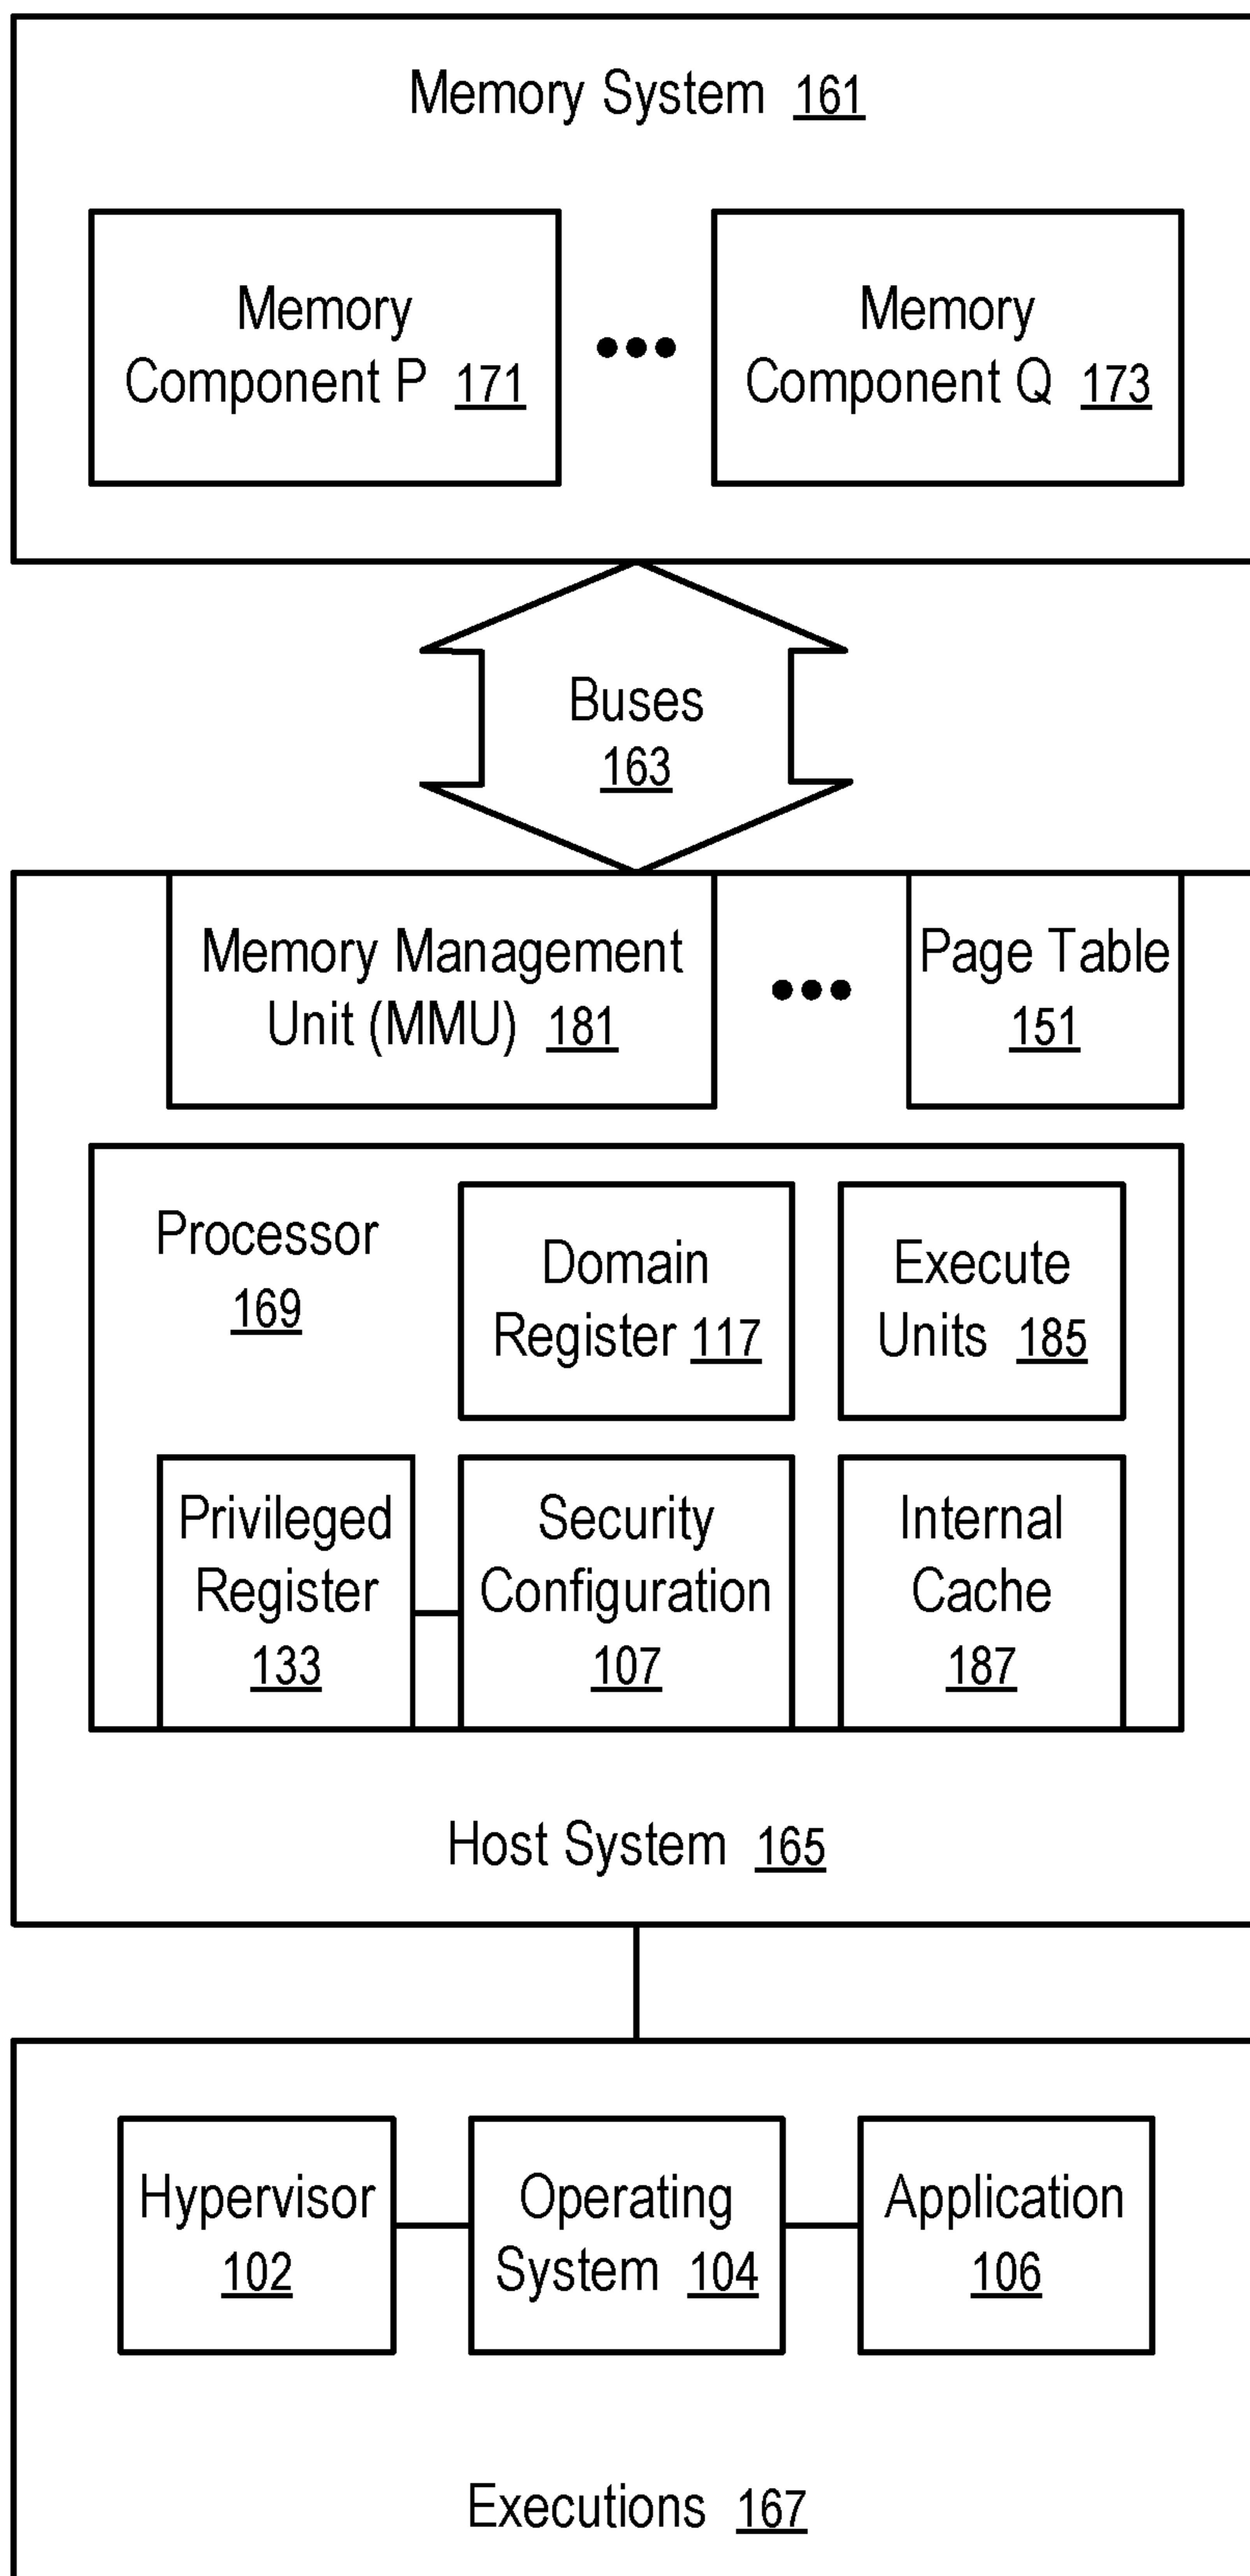 Memory System 161
Memory
Component P 171
Memory
Component Q 173
Buses
163
Memory Management
Unit (MMU) 181
Page Table
151
Processor
169
Domain
Register 117
Execute
Units 185
Privileged
Register
133
Security
Configuration
107
Internal
Cache
187
Host System 165
Hypervisor
102
Operating
System 104
Application
106
Executions 167